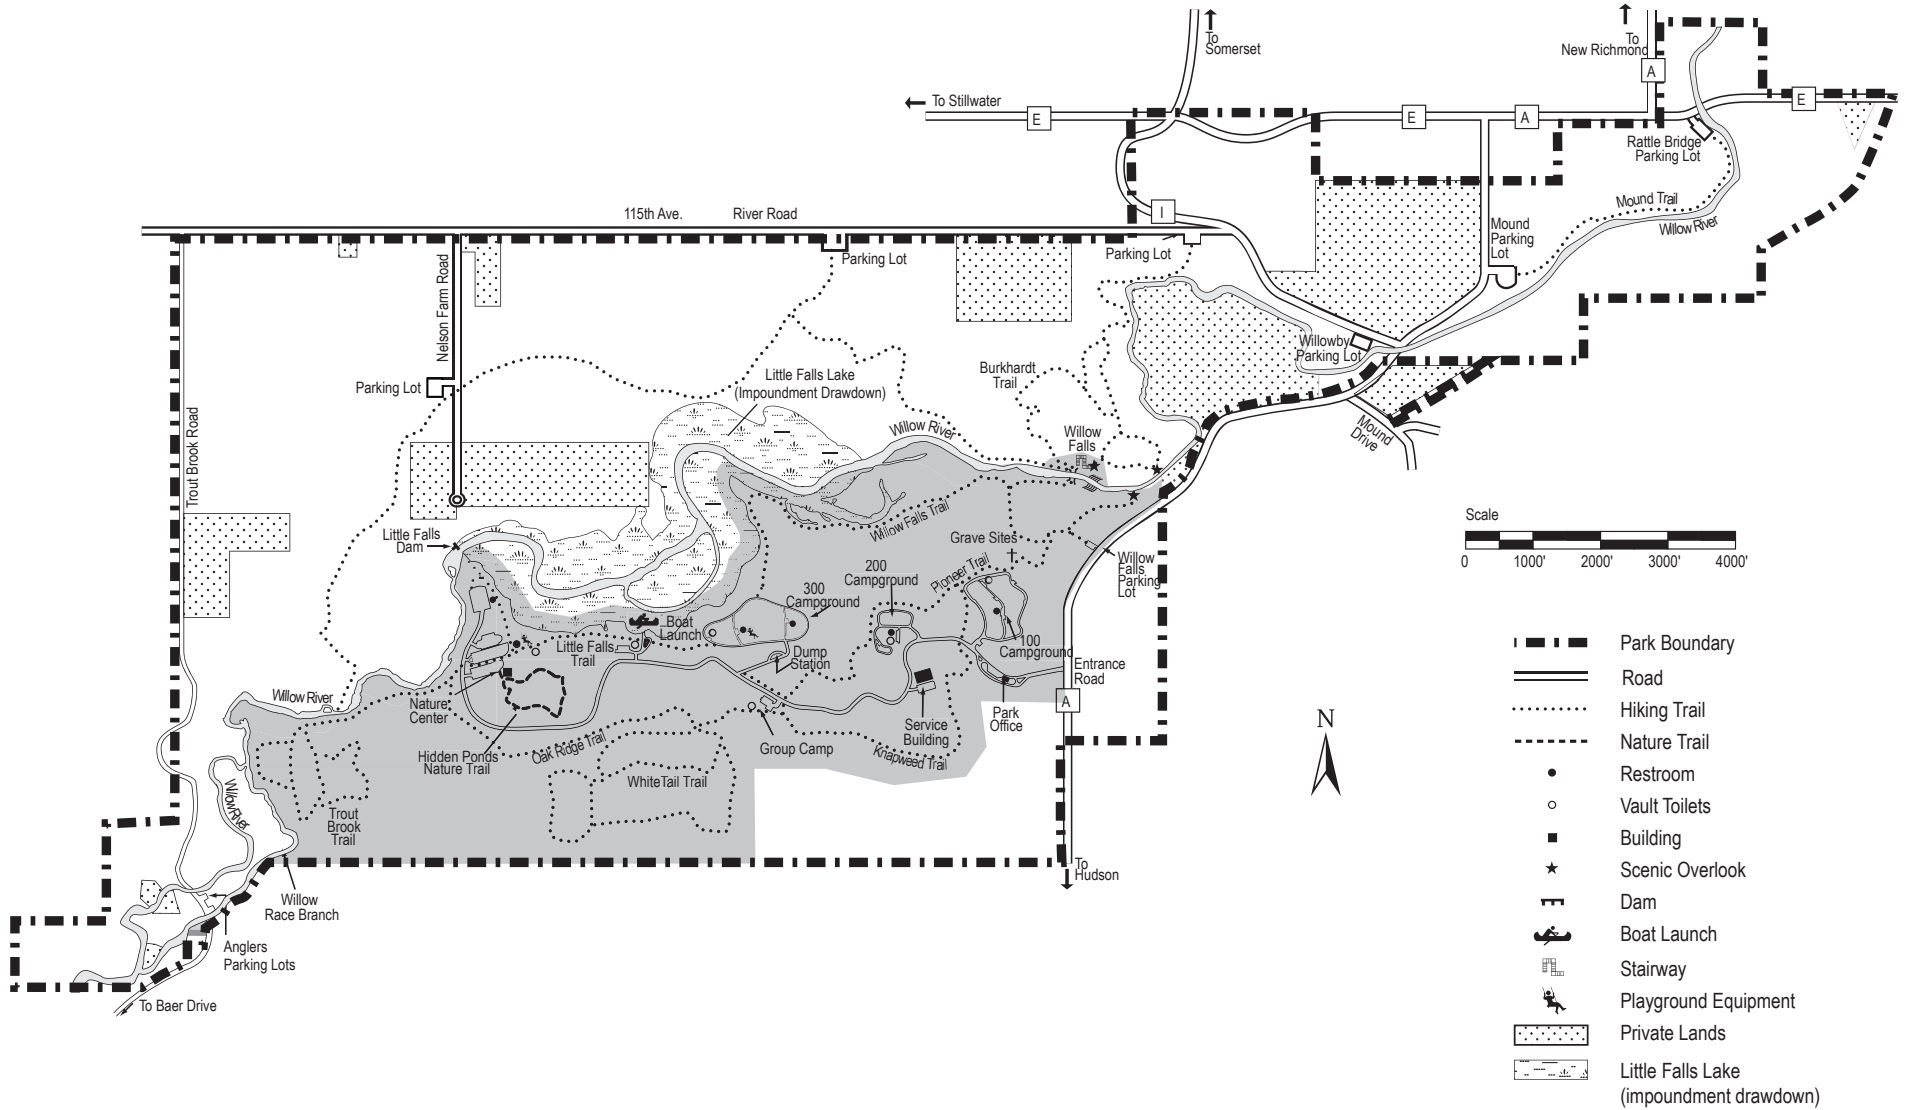 To
Somerset
To
New Richmond
A
To Stillwater
E
E
A
E
Rattle Bridge
Parking Lot
115th Ave.
River Road
I
Mound Trail
Willow River
Mound
Parking
Lot
Parking Lot
Parking Lot
Nelson Farm Road
Willowby
Parking Lot
Parking Lot
Little Falls Lake
(Impoundment Drawdown)
Burkhardt
Trail
Trout Brook Road
Willow River
Willow
Falls
Mound
Drive
Scale
0
1000'
2000'
3000'
4000'
Little Falls
Dam
Willow Falls Trail
Grave Sites
Willow
Falls
Parking
Lot
200
Campground
Pioneer Trail
300
Campground
Boat
Launch
Little Falls
Trail
Dump
Station
100
Campground
Entrance
Road
A
Willow River
Nature
Center
Park
Office
Service
Building
Group Camp
Oak Ridge Trail
Hidden Ponds
Nature Trail
Knapweed Trail
WhiteTail Trail
Willow River
Trout
Brook
Trail
To
Hudson
Willow
Race Branch
Anglers
Parking Lots
To Baer Drive
N
Park Boundary
Road
Hiking Trail
Nature Trail
Restroom
Vault Toilets
Building
Scenic Overlook
Dam
Boat Launch
Stairway
Playground Equipment
Private Lands
Little Falls Lake
(impoundment drawdown)